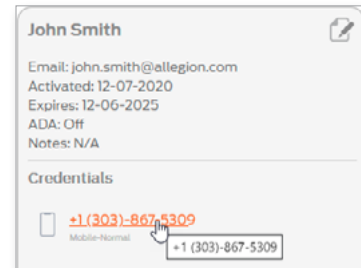 John Smith
Email: john.smith@allegion.com
Activated: 12-07-2020
Expires: 12-06-2025
ADA: Off
Notes: N/A
Credentials
+1 (303)-867-5309
Mobile-Normal
+1 (303)-867-5309